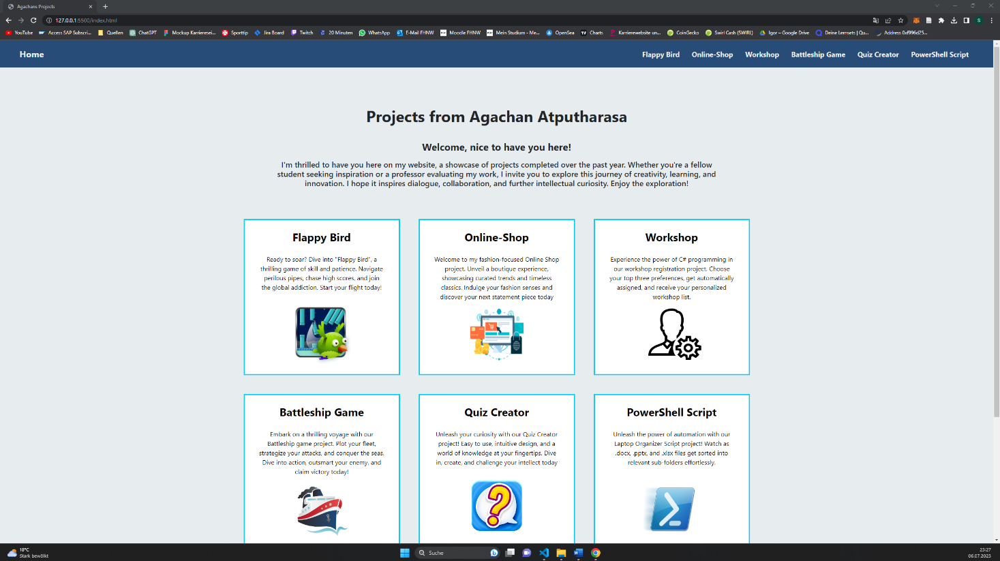 Agachans Projects
127.0.0.1:5500/index.html
YouTube
Access SAP Subscri...
Quellen
ChatGPT
Mockup Karrieresei...
Sporttip
Jira Board
Twitch
20 Minuten
WhatsApp
E-Mail FHNW
Moodle FHNW
Mein Studium – Me...
OpenSea
Charts
Karrierewebsite un...
CoinGecko
Swirl Cash (SWIRL)
Igor – Google Drive
Deine Lernsets | Qu...
Address 0xf996d25...
Home
Flappy Bird
Online-Shop
Workshop
Battleship Game
Quiz Creator
PowerShell Script
Projects from Agachan Atputharasa
Welcome, nice to have you here!
I'm thrilled to have you here on my website, a showcase of projects completed over the past year. Whether you're a fellow
student seeking inspiration or a professor evaluating my work, I invite you to explore this journey of creativity, learning, and
innovation. I hope it inspires dialogue, collaboration, and further intellectual curiosity. Enjoy the exploration!
Flappy Bird
Ready to soar? Dive into "Flappy Bird", a
thrilling game of skill and patience. Navigate
perilous pipes, chase high scores, and join
the global addiction. Start your flight today!
Online-Shop
Welcome to my fashion-focused Online Shop
project. Unveil a boutique experience,
showcasing curated trends and timeless
classics. Indulge your fashion senses and
discover your next statement piece today
Workshop
Experience the power of C# programming in
our workshop registration project. Choose
your top three preferences, get automatically
assigned, and receive your personalized
workshop list.
Battleship Game
Embark on a thrilling voyage with our
Battleship game project. Plot your fleet,
strategize your attacks, and conquer the seas.
Dive into action, outsmart your enemy, and
claim victory today!
Quiz Creator
Unleash your curiosity with our Quiz Creator
project! Easy to use, intuitive design, and a
world of knowledge at your fingertips. Dive
in, create, and challenge your intellect today
PowerShell Script
Unleash the power of automation with our
Laptop Organizer Script project! Watch as
.docx, .pptx, and .xlsx files get sorted into
relevant sub-folders effortlessly.
18°C
Stark bewölkt
Suche
23:27
06.07.2023